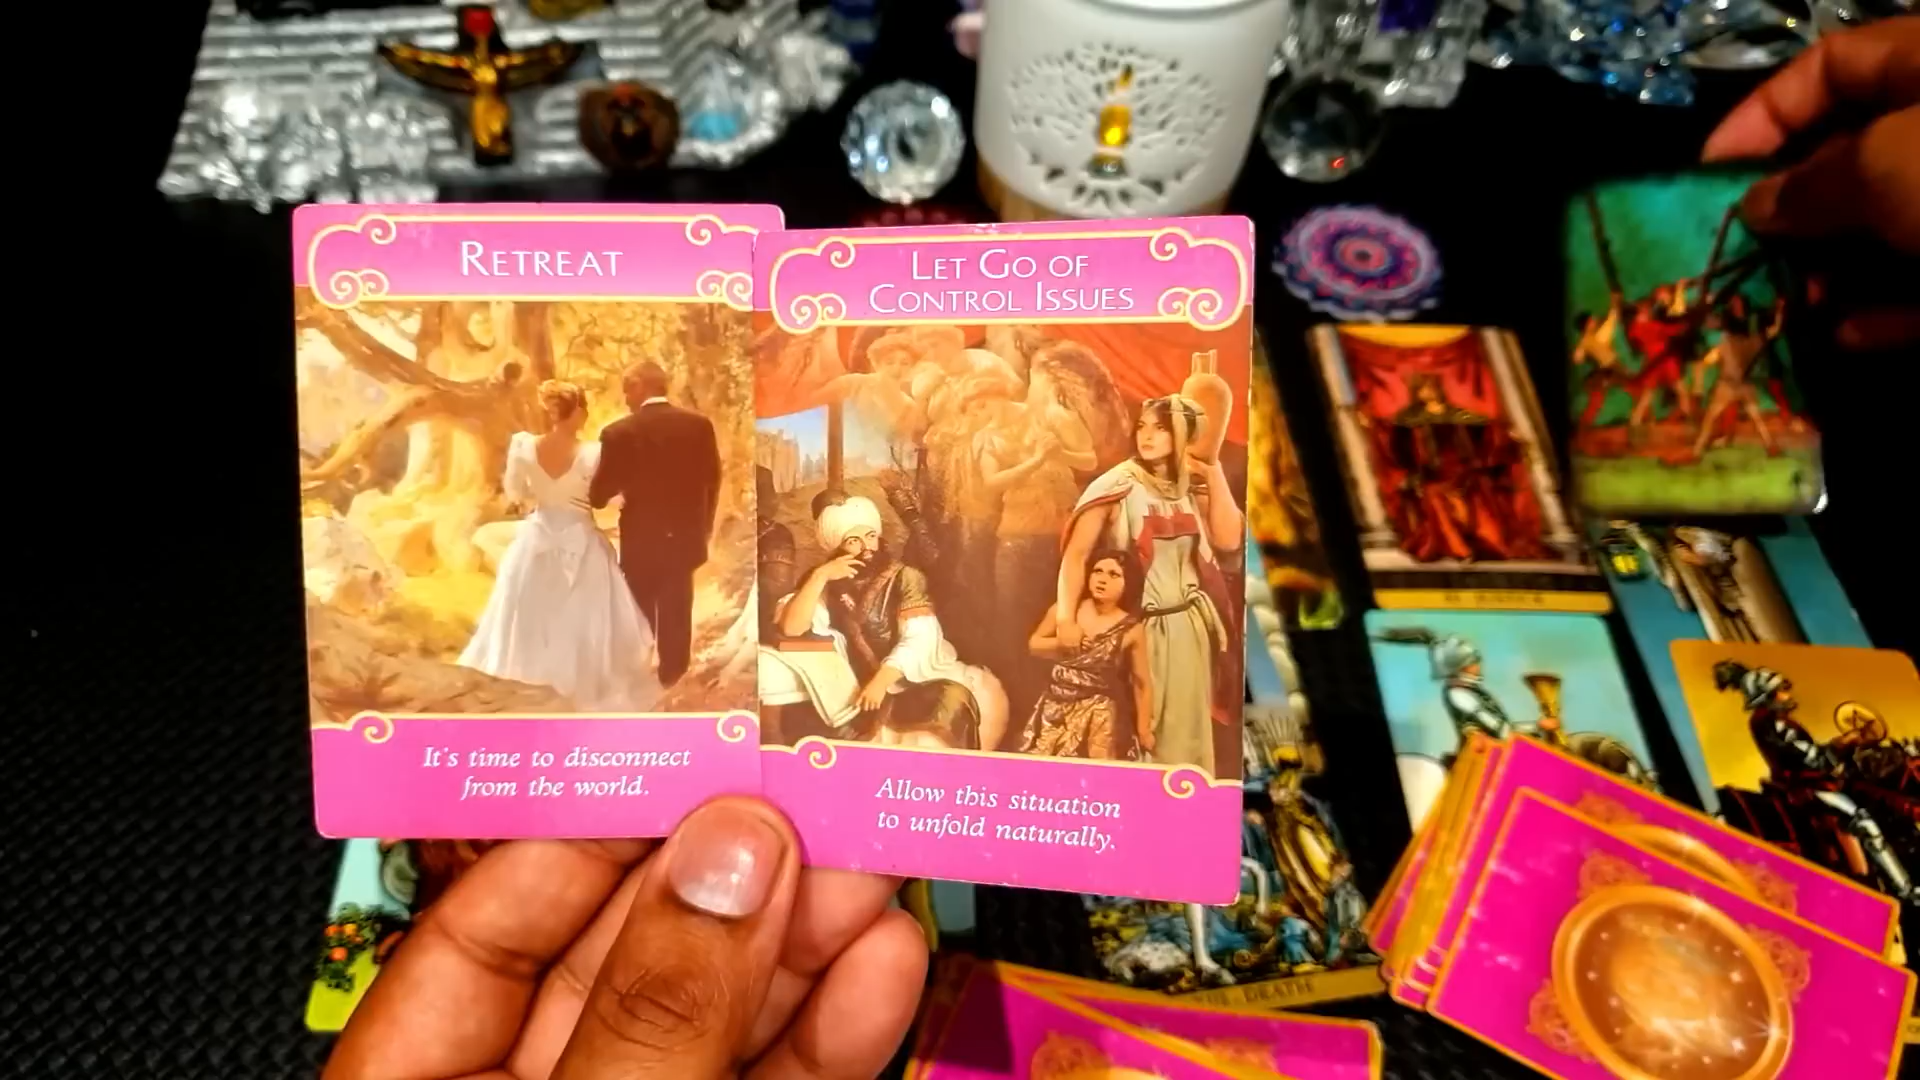 RETREAT
It's time to disconnect
from the world.
LET GO OF
CONTROL ISSUES
Allow this situation
to unfold naturally.
DEATH